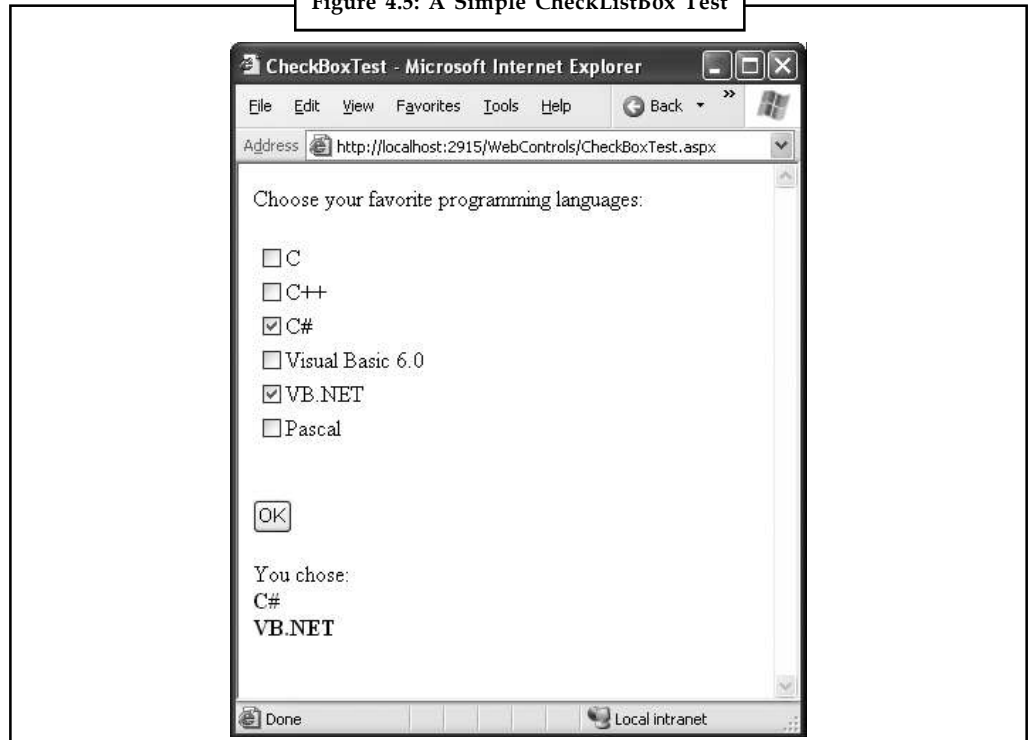 Figure 4.5: A Simple CheckListBox Test
CheckBoxTest - Microsoft Internet Explorer
File Edit View Favorites Tools Help Back »
Address http://localhost:2915/WebControls/CheckBoxTest.aspx
Choose your favorite programming languages:
C
C++
C#
Visual Basic 6.0
VB.NET
Pascal
OK
You chose:
C#
VB.NET
Done Local intranet